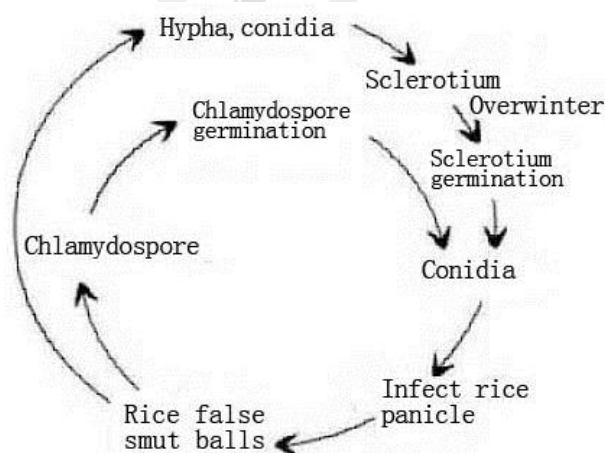 Hypha,conidia
Sclerotium
Overwinter
Chlamydospore
germination
Sclerotium
germination
Chlamydospore
Conidia
Infect rice
panicle
Rice false
smut balls